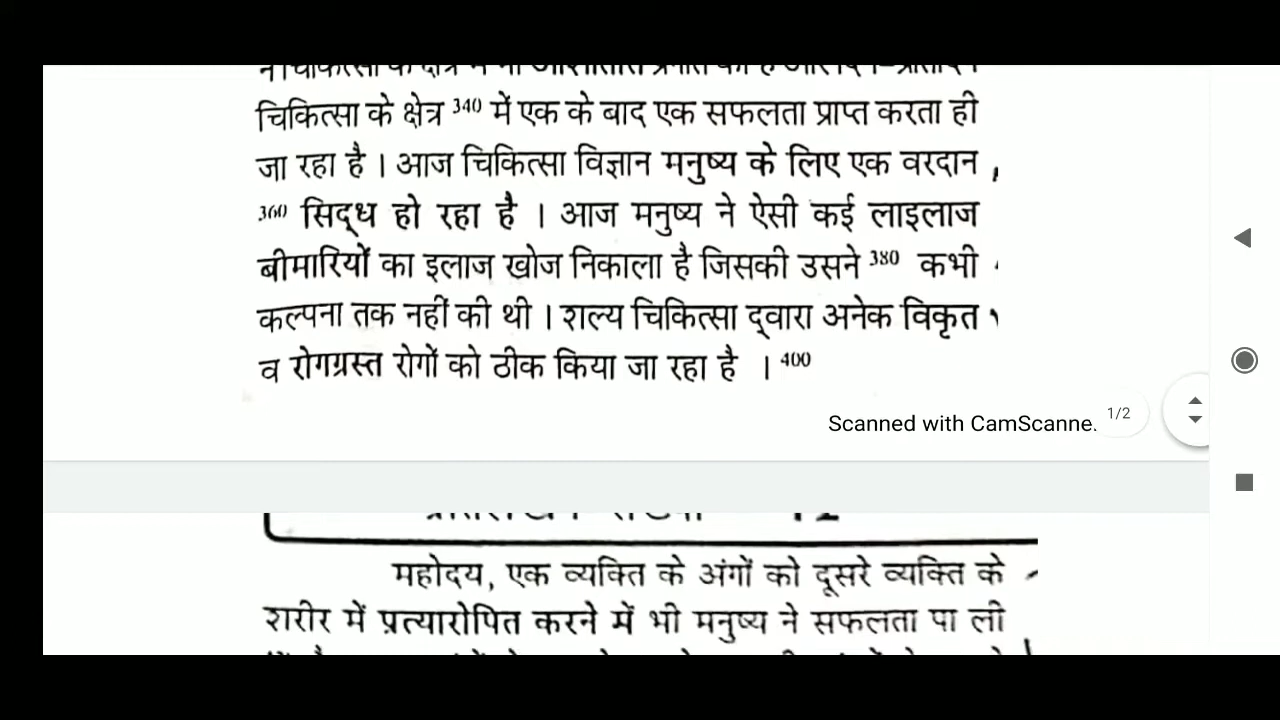 चिकित्सा के क्षेत्र 340 में एक के बाद एक सफलता प्राप्त करता ही
जा रहा है । आज चिकित्सा विज्ञान मनुष्य के लिए एक वरदान
360 सिद्ध हो रहा है । आज मनुष्य ने ऐसी कई लाइलाज
बीमारियों का इलाज खोज निकाला है जिसकी उसने 380 कभी
कल्पना तक नहीं की थी । शल्य चिकित्सा द्वारा अनेक विकृत
व रोगग्रस्त रोगों को ठीक किया जा रहा है । 400
Scanned with CamScanne
1/2
महोदय, एक व्यक्ति के अंगों को दूसरे व्यक्ति के
शरीर में प्रत्यारोपित करने में भी मनुष्य ने सफलता पा ली